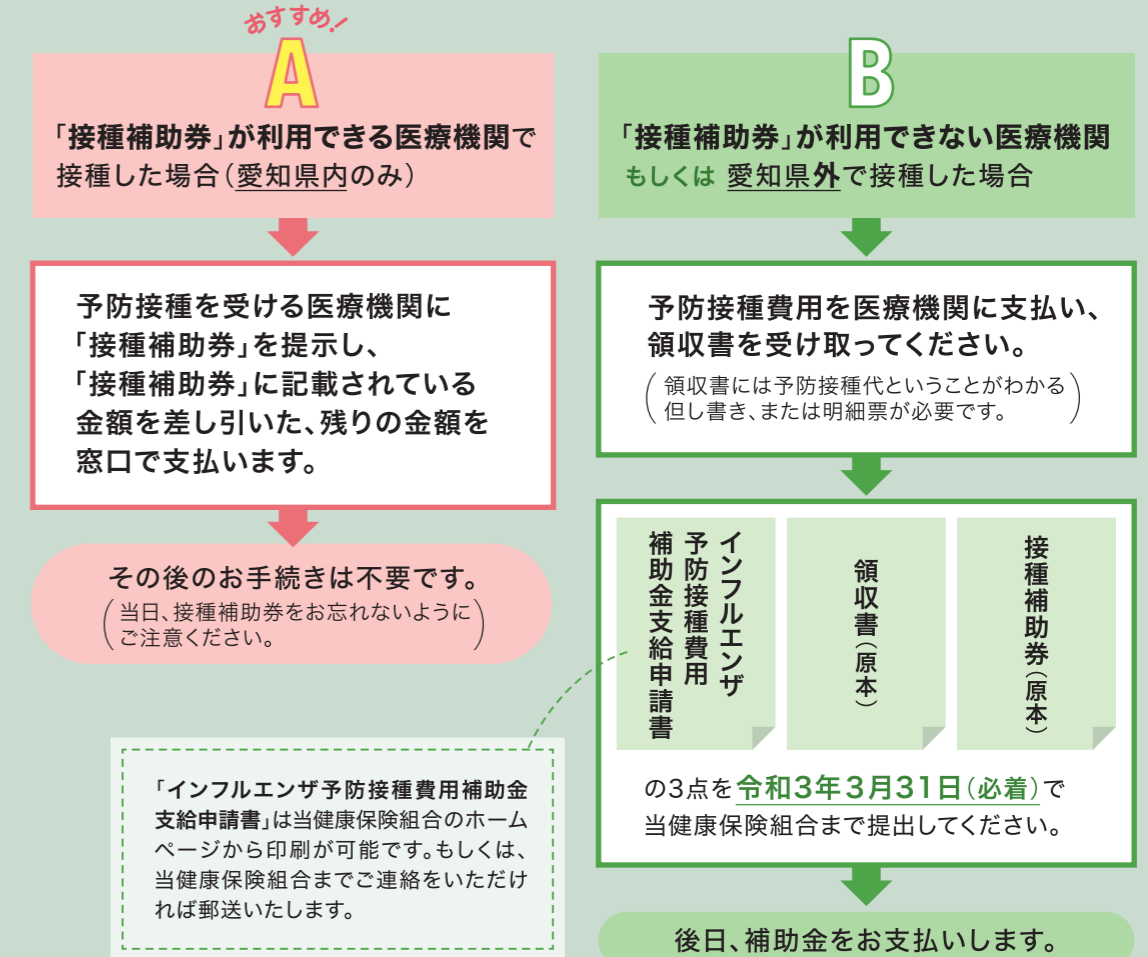 おすすめ!
A
「接種補助券」が利用できる医療機関で
接種した場合(愛知県内のみ)
予防接種を受ける医療機関に
「接種補助券」を提示し、
「接種補助券」に記載されている
金額を差し引いた、残りの金額を
窓口で支払います。
その後のお手続きは不要です。
(当日、接種補助券をお忘れないように
ご注意ください。)
B
「接種補助券」が利用できない医療機関
もしくは 愛知県外で接種した場合
予防接種費用を医療機関に支払い、
領収書を受け取ってください。
(領収書には予防接種代ということがわかる
但し書き、または明細票が必要です。)
インフルエンザ
予防接種費用
補助金支給申請書
領収書(原本)
接種補助券(原本)
の3点を令和3年3月31日(必着)で
当健康保険組合まで提出してください。
「インフルエンザ予防接種費用補助金
支給申請書」は当健康保険組合のホーム
ページから印刷が可能です。もしくは、
当健康保険組合までご連絡をいただけ
れば郵送いたします。
後日、補助金をお支払いします。